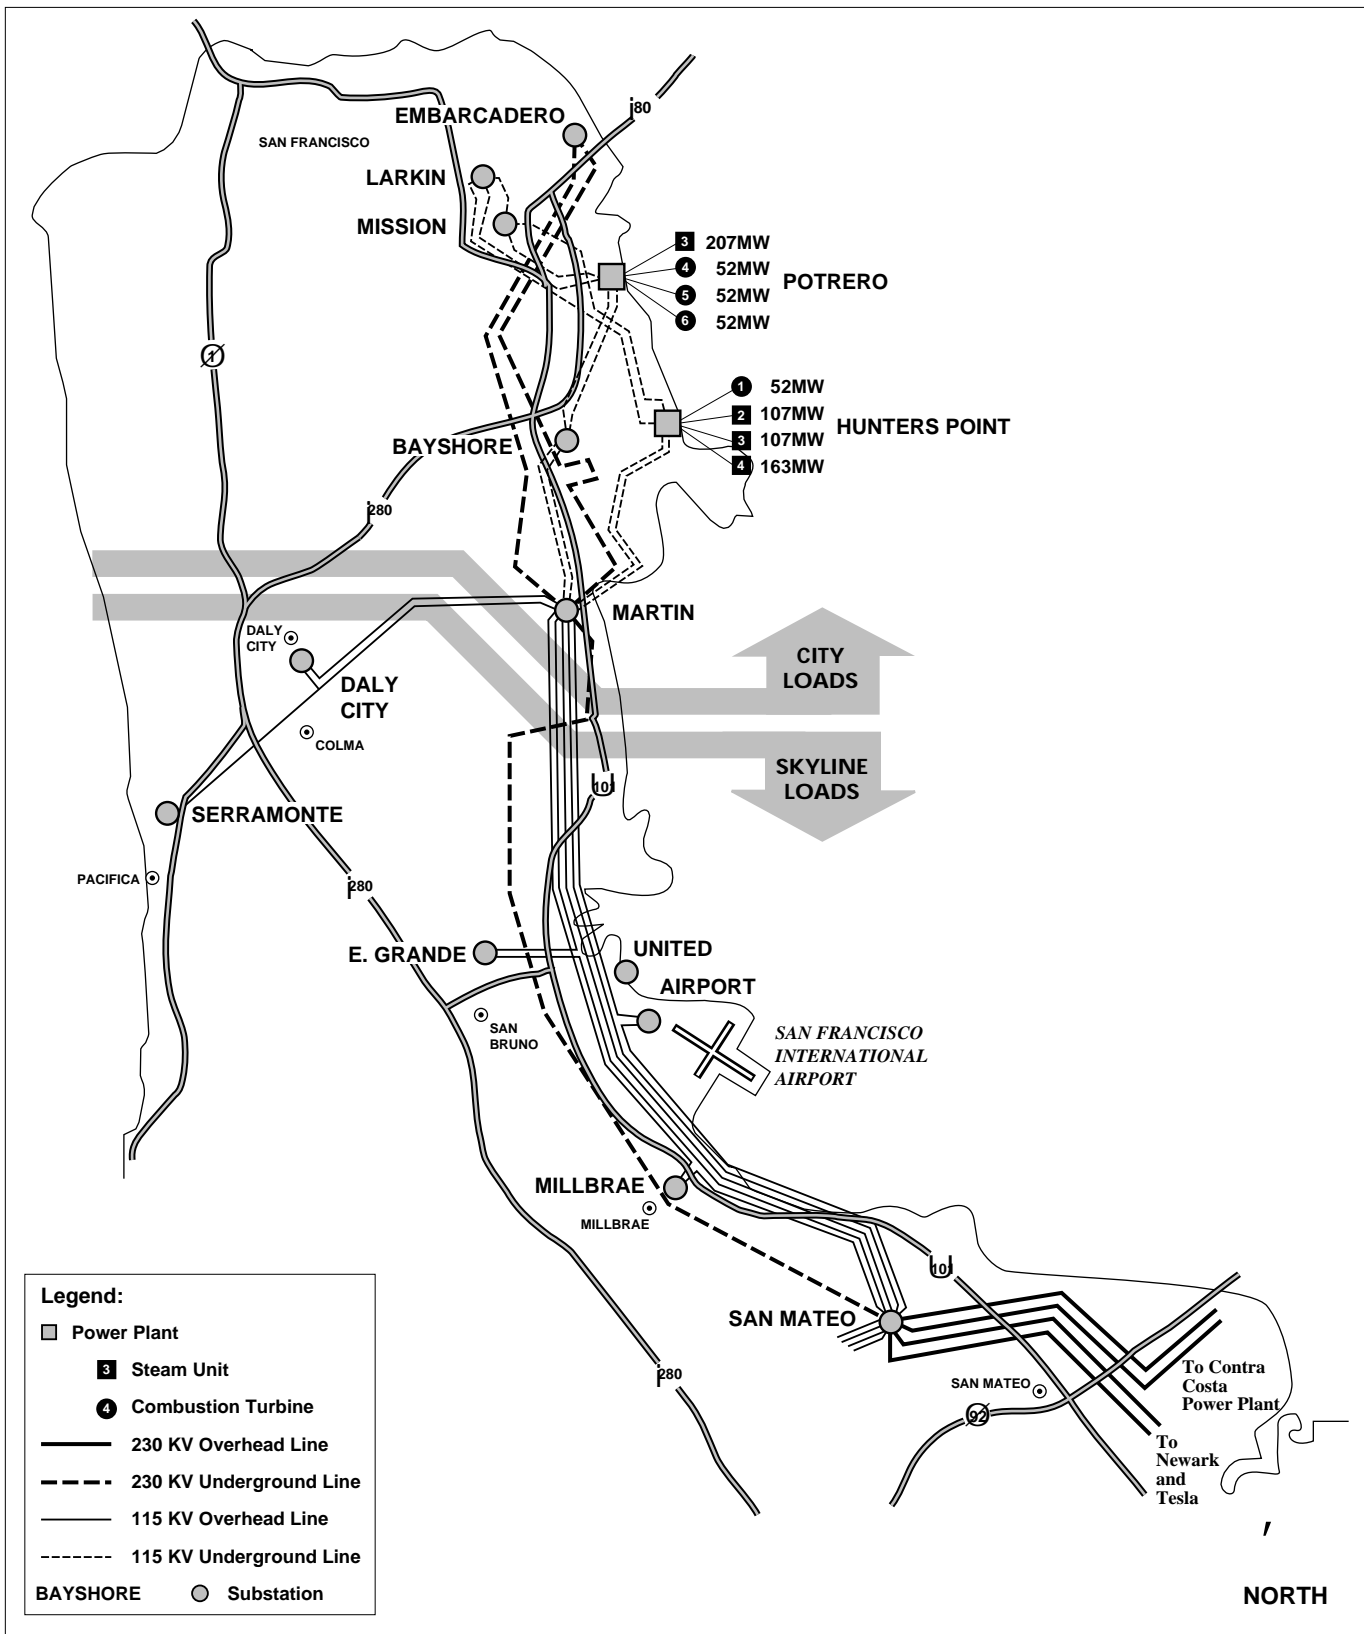 EMBARCADERO
80
SAN FRANCISCO
LARKIN
MISSION
3 207MW
4 52MW
5 52MW
6 52MW
POTRERO
1
1 52MW
2 107MW
3 107MW
4 163MW
HUNTERS POINT
BAYSHORE
280
MARTIN
DALY
CITY
DALY
CITY
COLMA
CITY
LOADS
SKYLINE
LOADS
101
SERRAMONTE
PACIFICA
280
E. GRANDE
UNITED
AIRPORT
SAN
BRUNO
SAN FRANCISCO
INTERNATIONAL
AIRPORT
MILLBRAE
MILLBRAE
101
SAN MATEO
280
SAN MATEO
92
To Contra
Costa
Power Plant
To
Newark
and
Tesla
NORTH
Legend:
Power Plant
3 Steam Unit
4 Combustion Turbine
230 KV Overhead Line
230 KV Underground Line
115 KV Overhead Line
115 KV Underground Line
BAYSHORE Substation